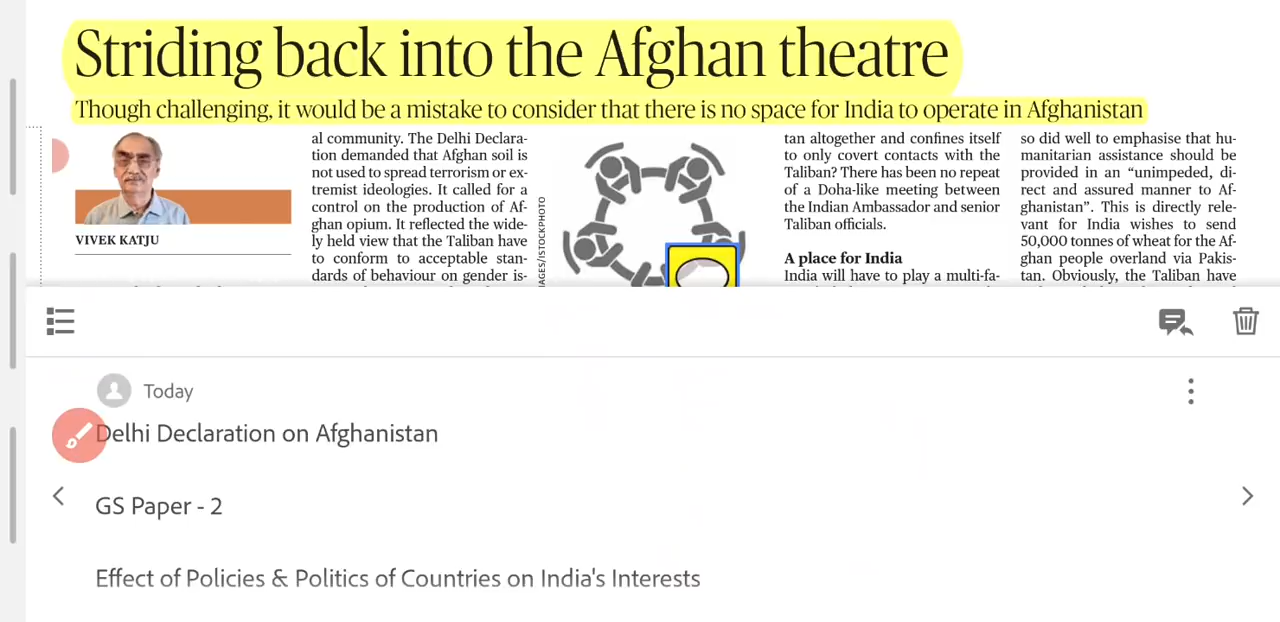 Striding back into the Afghan theatre
Though challenging, it would be a mistake to consider that there is no space for India to operate in Afghanistan
VIVEK KATJU
al community. The Delhi Declara-
tion demanded that Afghan soil is
not used to spread terrorism or ex-
tremist ideologies. It called for a
control on the production of Af-
ghan opium. It reflected the wide-
ly held view that the Taliban have
to conform to acceptable stan-
dards of behaviour on gender is-
AGES/ISTOCKPHOTO
tan altogether and confines itself
to only covert contacts with the
Taliban? There has been no repeat
of a Doha-like meeting between
the Indian Ambassador and senior
Taliban officials.
A place for India
India will have to play a multi-fa-
so did well to emphasise that hu-
manitarian assistance should be
provided in an “unimpeded, di-
rect and assured manner to Af-
ghanistan”. This is directly rele-
vant for India wishes to send
50,000 tonnes of wheat for the Af-
ghan people overland via Pakis-
tan. Obviously, the Taliban have
Today
Delhi Declaration on Afghanistan
GS Paper - 2
Effect of Policies & Politics of Countries on India's Interests